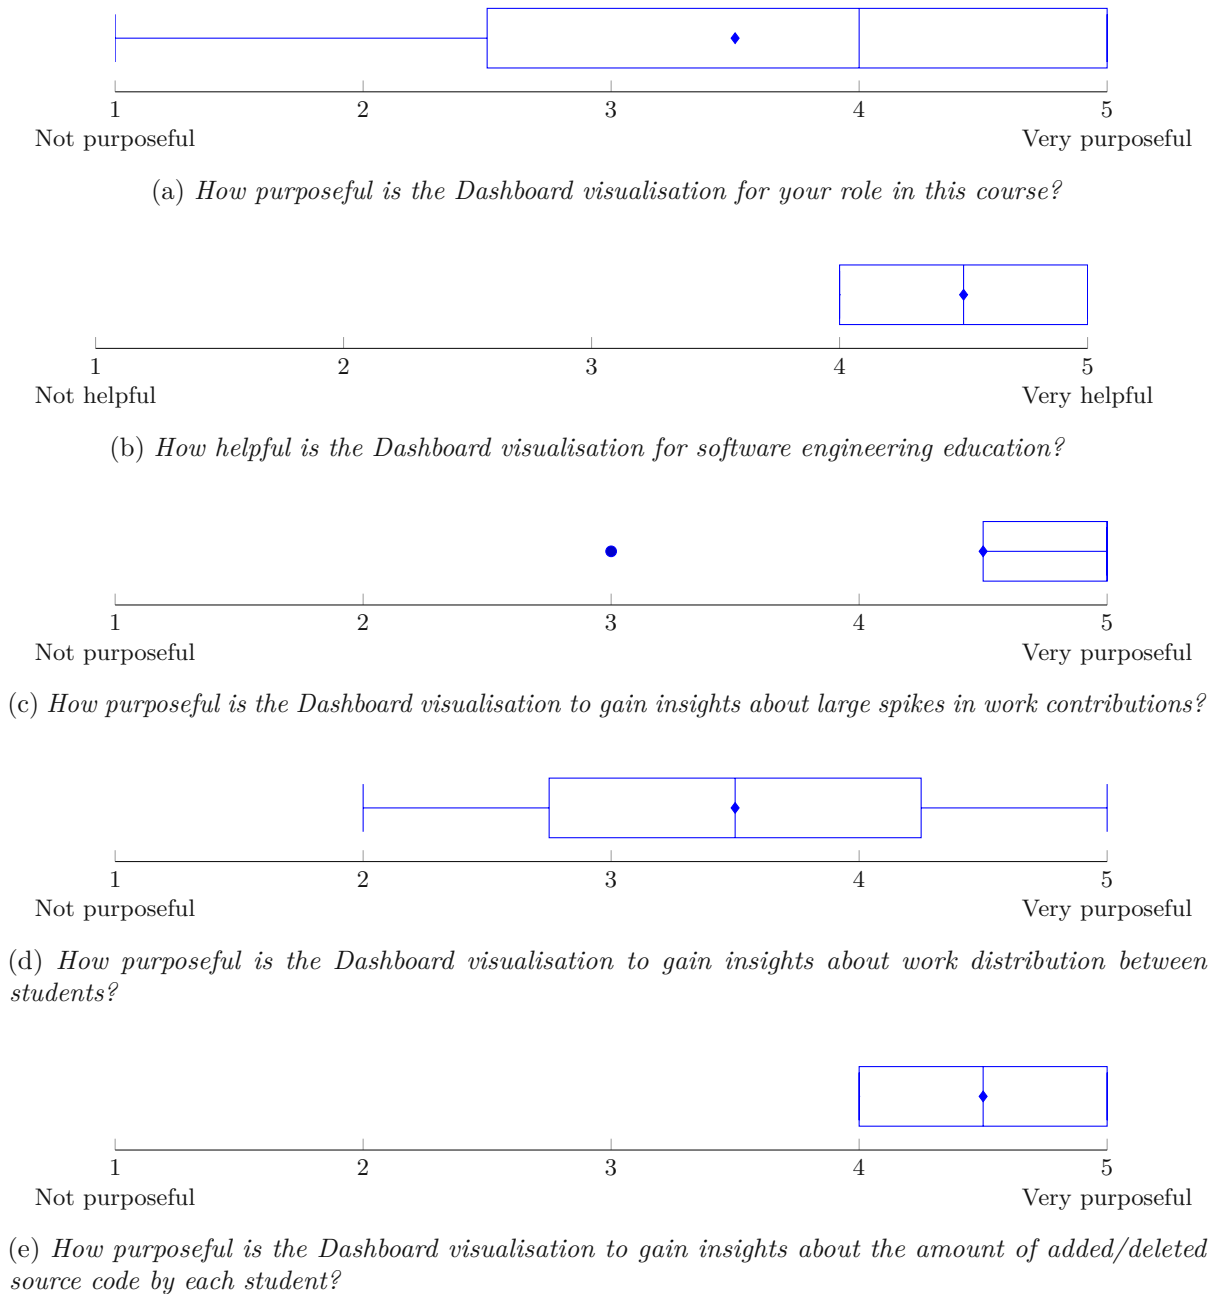 1 2 3 4 5
Not purposeful Very purposeful
(a) How purposeful is the Dashboard visualisation for your role in this course?
1 2 3 4 5
Not helpful Very helpful
(b) How helpful is the Dashboard visualisation for software engineering education?
1 2 3 4 5
Not purposeful Very purposeful
(c) How purposeful is the Dashboard visualisation to gain insights about large spikes in work contributions?
1 2 3 4 5
Not purposeful Very purposeful
(d) How purposeful is the Dashboard visualisation to gain insights about work distribution between
students?
1 2 3 4 5
Not purposeful Very purposeful
(e) How purposeful is the Dashboard visualisation to gain insights about the amount of added/deleted
source code by each student?